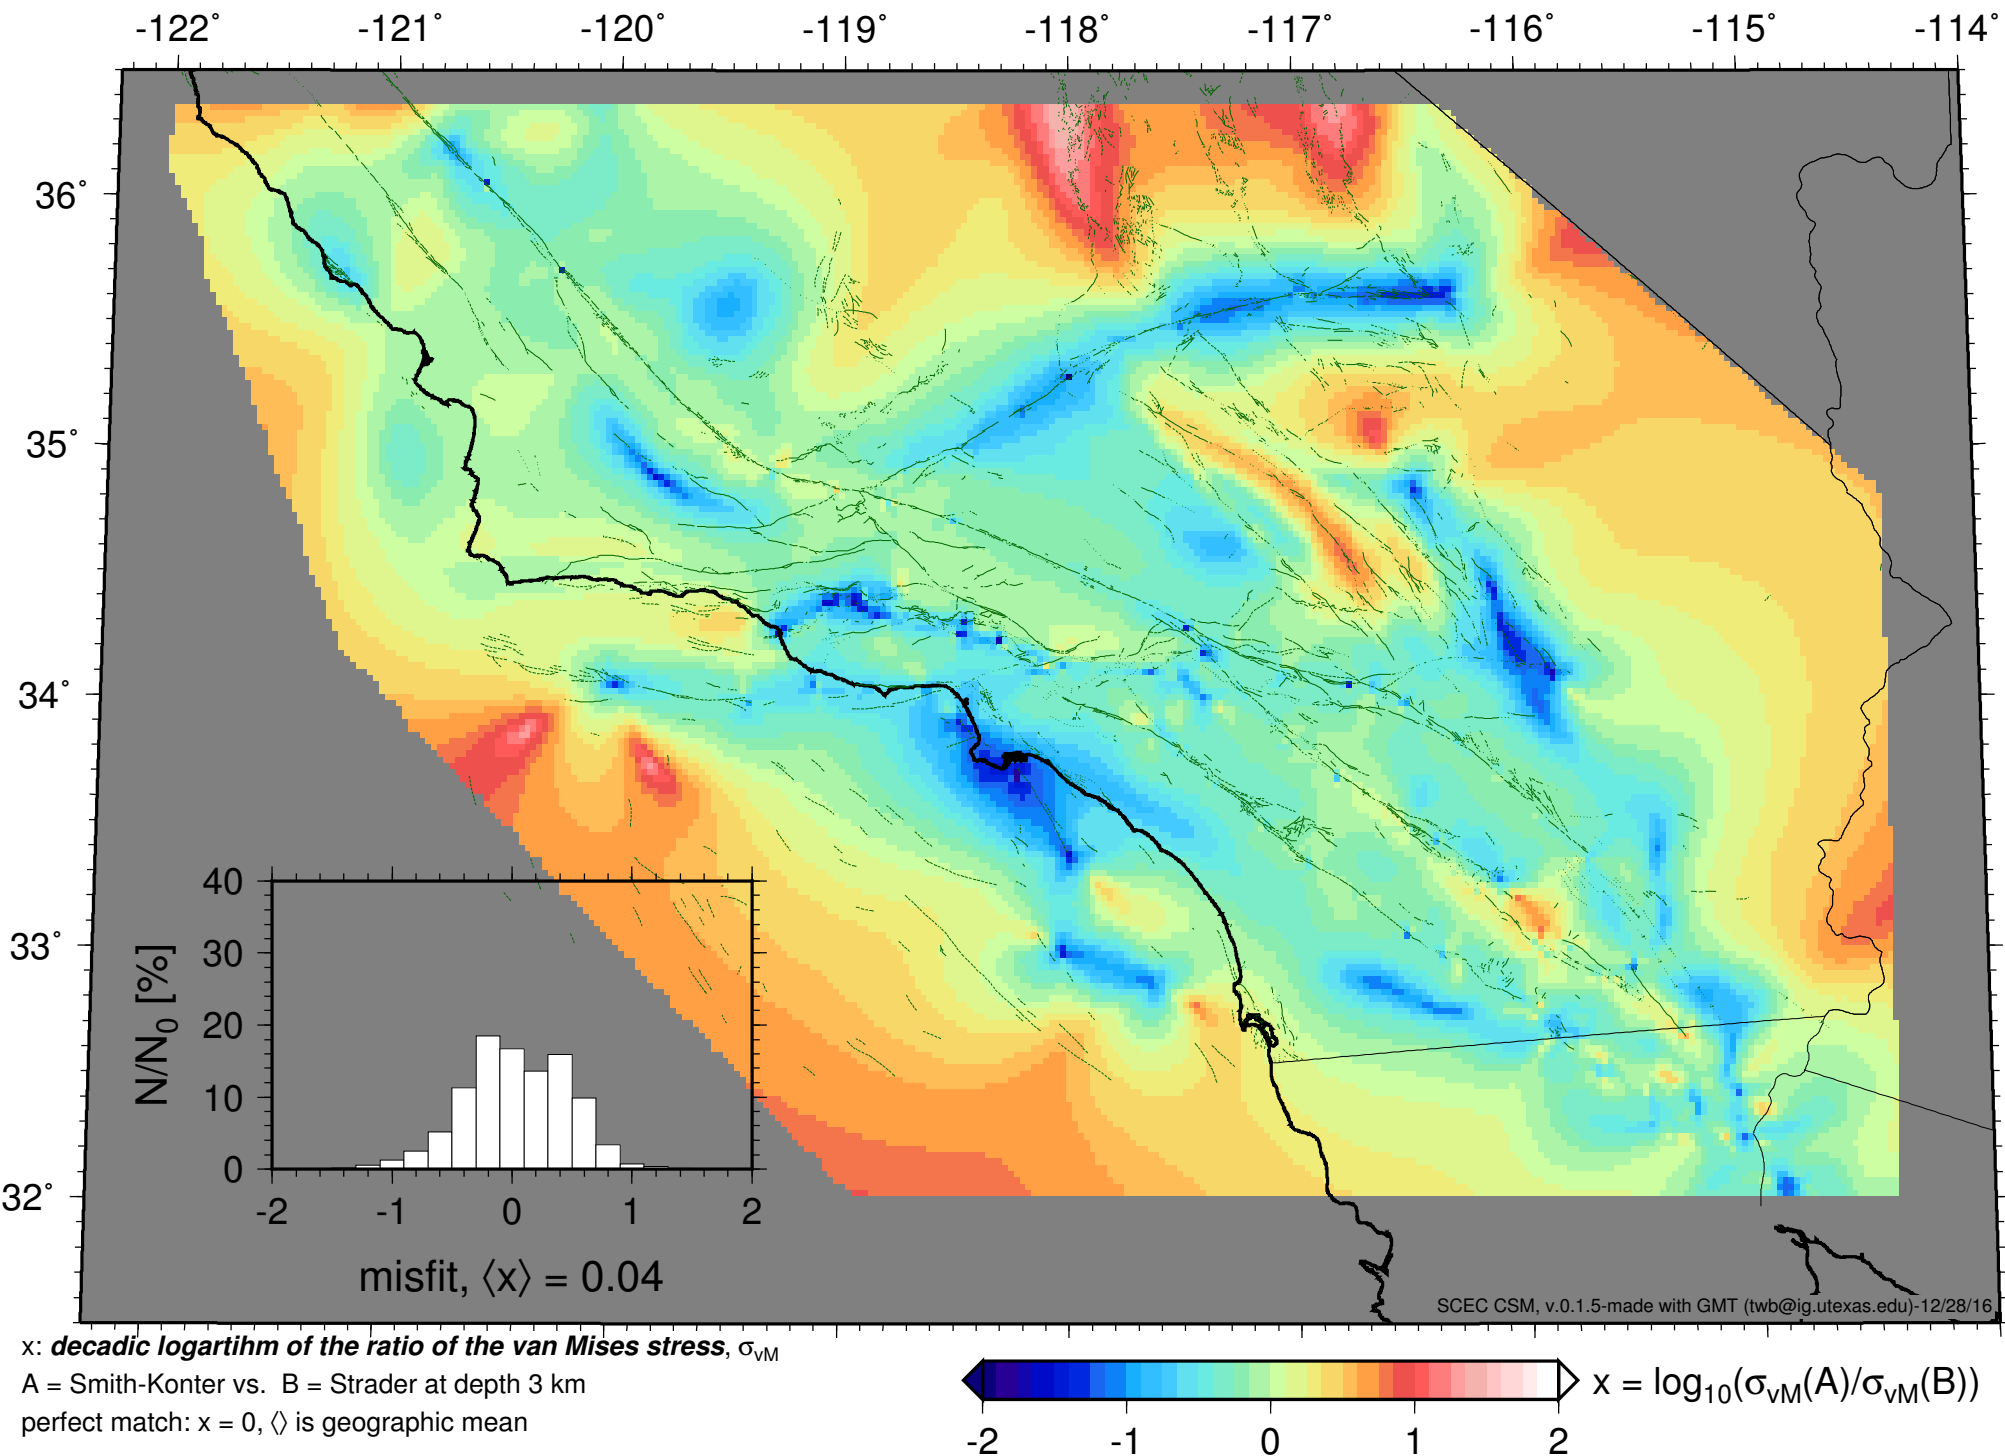 -122˚ -121˚ -120˚ -119˚ -118˚ -117˚ -116˚ -115˚ -114˚
36˚
35˚
34˚
33˚
32˚
40
30
20
10
0
N/N0 [%]
-2 -1 0 1 2
misfit, ⟨x⟩ = 0.04
SCEC CSM, v.0.1.5-made with GMT (twb@ig.utexas.edu)-12/28/16
x: decadic logartihm of the ratio of the van Mises stress, σvM
A = Smith-Konter vs. B = Strader at depth 3 km
perfect match: x = 0, ⟨⟩ is geographic mean
x = log10(σvM(A)/σvM(B))
-2 -1 0 1 2